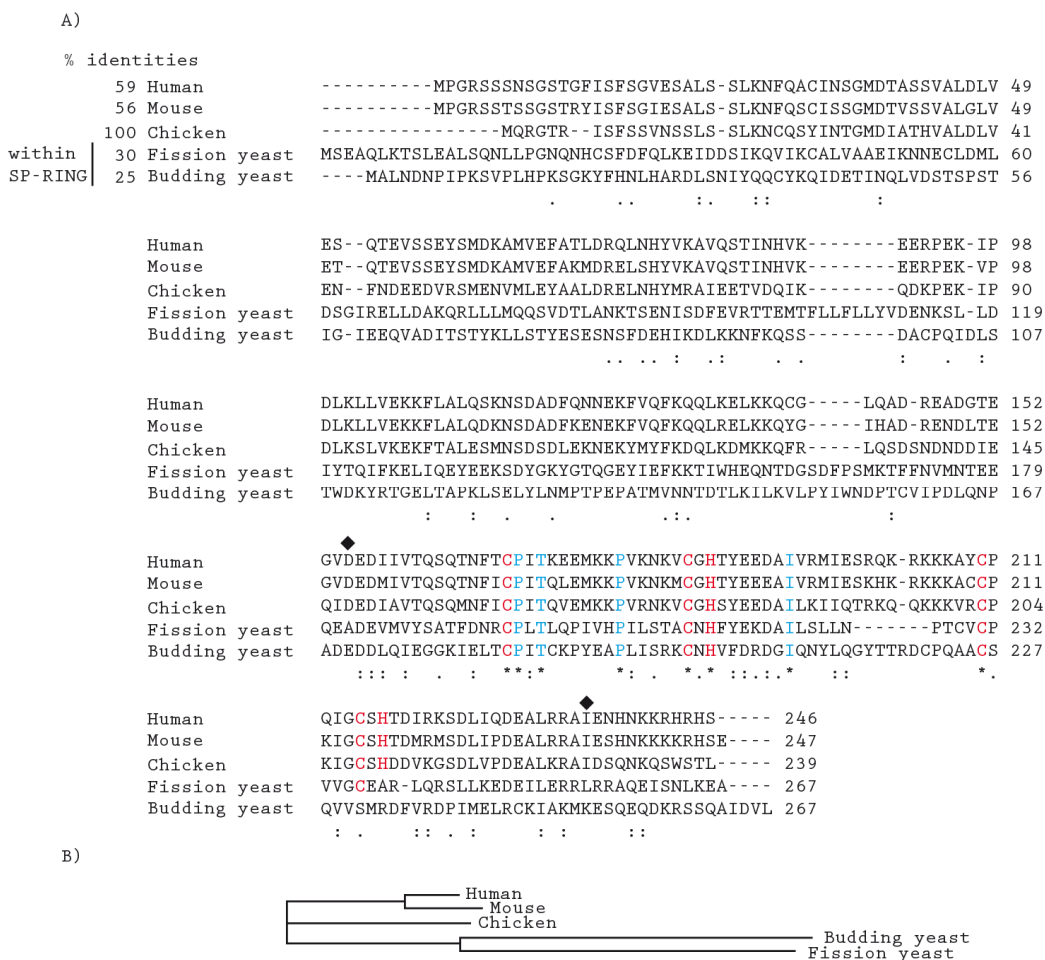 A)
% identities
59 Human ----------MPGRSSSNSGSTGFISFSGVESALS-SLKNFQACINSGMDTASSVALDLV 49
56 Mouse ----------MPGRSSTSSGSTRYISFSGIESALS-SLKNFQSCISSGMDTVSSVALGLV 49
100 Chicken ----------------MQRGTR--ISFSSVNSSLS-SLKNCQSYINTGMDIATHVALDLV 41
within 30 Fission yeast MSEAQLKTSLEALSQNLLPGNQNHCSFDFQLKEIDDSIKQVIKCALVAAEIKNNECLDML 60
SP-RING 25 Budding yeast ----MALNDNPIPKSVPLHPKSGKYFHNLHARDLSNIYQQCYKQIDETINQLVDSTSPST 56
. .. :. :: :
Human ES--QTEVSSEYSMDKAMVEFATLDRQLNHYVKAVQSTINHVK--------EERPEK-IP 98
Mouse ET--QTEVSSEYSMDKAMVEFAKMDRELSHYVKAVQSTINHVK--------EERPEK-VP 98
Chicken EN--FNDEEDVRSMENVMLEYAALDRELNHYMRAIEETVDQIK--------QDKPEK-IP 90
Fission yeast DSGIRELLDAKQRLLLMQQSVDTLANKTSENISDFEVRTTEMTFLLFLLYVDENKSL-LD 119
Budding yeast IG-IEEQVADITSTYKLLSTYESESNSFDEHIKDLKKNFKQSS--------DACPQIDLS 107
.. .. : : . . : . :
Human DLKLLVEKKFLALQSKNSDADFQNNEKFVQFKQQLKELKKQCG-----LQAD-READGTE 152
Mouse DLKLLVEKKFLALQDKNSDADFKENEKFVQFKQQLRELKKQYG-----IHAD-RENDLTE 152
Chicken DLKSLVKEKFTALESMNSDSDLEKNEKYMYFKDQLKDMKKQFR-----LQSDSNDNDDIE 145
Fission yeast IYTQIFKELIQEYEEKSDYGKYGTQGEYIEFKKTIWHEQNTDGSDFPSMKTFFNVMNTEE 179
Budding yeast TWDKYRTGELTAPKLSELYLNMPTPEPATMVNNTDTLKILKVLPYIWNDPTCVIPDLQNP 167
: : . . .:. :
◆
Human GVDEDIIVTQSQTNFTCPITKEEMKKPVKNKVCGHTYEEDAIVRMIESRQK-RKKKAYCP 211
Mouse GVDEDMIVTQSQTNFICPITQLEMKKPVKNKMCGHTYEEEAIVRMIESKHK-RKKKACCP 211
Chicken QIDEDIAVTQSQMNFICPITQVEMKKPVRNKVCGHSYEEDAILKIIQTRKQ-QKKKVRCP 204
Fission yeast QEADEVMVYSATFDNRCPLTLQPIVHPILSTACNHFYEKDAILSLLN-------PTCVCP 232
Budding yeast ADEDDLQIEGGKIELTCPITCKPYEAPLISRKCNHVFDRDGIQNYLQGYTTRDCPQAACS 227
::: : . :**:* *: . *.* ::.:.* :: *.
◆
Human QIGCSHTDIRKSDLIQDEALRRAIENHNKKRHRHS----- 246
Mouse KIGCSHTDMRMSDLIPDEALRRAIESHNKKKKRHSE---- 247
Chicken KIGCSHDDVKGSDLVPDEALKRAIDSQNKQSWSTL----- 239
Fission yeast VVGCEAR-LQRSLLKEDEILERRLRRAQEISNLKEA---- 267
Budding yeast QVVSMRDFVRDPIMELRCKIAKMKESQEQDKRSSQAIDVL 267
: . :: . : : : ::
B)
Human
Mouse
Chicken
Budding yeast
Fission yeast